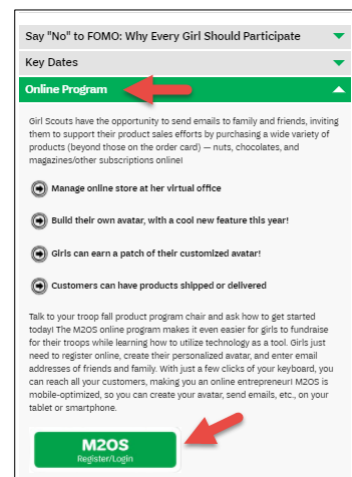 Say "No" to FOMO: Why Every Girl Should Participate
Key Dates
Online Program
Girl Scouts have the opportunity to send emails to family and friends, inviting
them to support their product sales efforts by purchasing a wide variety of
products (beyond those on the order card) — nuts, chocolates, and
magazines/other subscriptions online!
Manage online store at her virtual office
Build their own avatar, with a cool new feature this year!
Girls can earn a patch of their customized avatar!
Customers can have products shipped or delivered
Talk to your troop fall product program chair and ask how to get started
today! The M2OS online program makes it even easier for girls to fundraise
for their troops while learning how to utilize technology as a tool. Girls just
need to register online, create their personalized avatar, and enter email
addresses of friends and family. With just a few clicks of your keyboard, you
can reach all your customers, making you an online entrepreneur! M2OS is
mobile-optimized, so you can create your avatar, send emails, etc., on your
tablet or smartphone.
M2OS
Register/Login